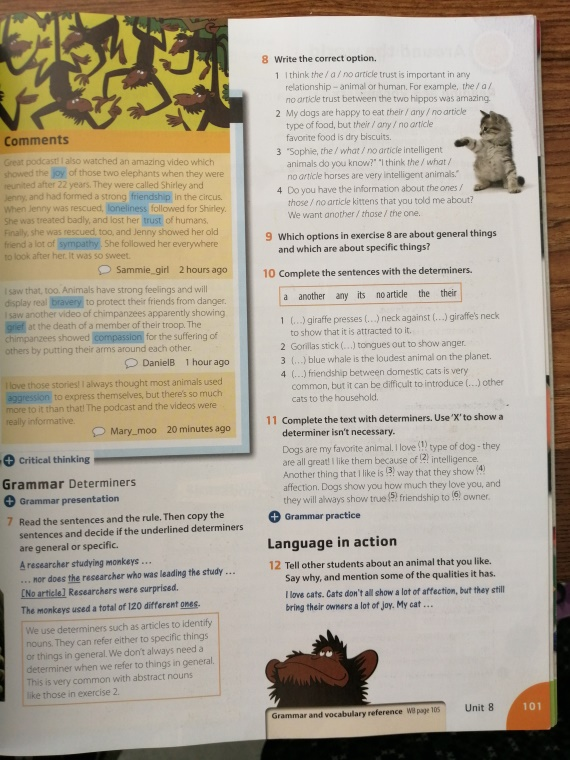 Comments
Great podcast! I also watched an amazing video which
showed the joy of those two elephants when they were
reunited after 22 years. They were called Shirley and
Jenny, and had formed a strong friendship in the circus.
When Jenny was rescued, loneliness followed for Shirley.
She was treated badly, and lost her trust of humans.
Finally, she was rescued, too, and Jenny showed her old
friend a lot of sympathy. She followed her everywhere
to look after her. It was so sweet.
Sammie_girl 2 hours ago
I saw that, too. Animals have strong feelings and will
display real bravery to protect their friends from danger.
I saw another video of chimpanzees apparently showing
grief at the death of a member of their troop. The
chimpanzees showed compassion for the suffering of
others by putting their arms around each other.
DanielB 1 hour ago
I love those stories! I always thought most animals used
aggression to express themselves, but there's so much
more to it than that! The podcast and the videos were
really informative.
Mary_moo 20 minutes ago
+ Critical thinking
Grammar Determiners
+ Grammar presentation
7 Read the sentences and the rule. Then copy the
sentences and decide if the underlined determiners
are general or specific.
A researcher studying monkeys ...
... nor does the researcher who was leading the study ...
[No article] Researchers were surprised.
The monkeys used a total of 120 different ones.
We use determiners such as articles to identify
nouns. They can refer either to specific things
or things in general. We don't always need a
determiner when we refer to things in general.
This is very common with abstract nouns
like those in exercise 2.
8 Write the correct option.
1 I think the / a / no article trust is important in any
relationship – animal or human. For example, the / a /
no article trust between the two hippos was amazing.
2 My dogs are happy to eat their / any / no article
type of food, but their / any / no article
favorite food is dry biscuits.
3 "Sophie, the / what / no article intelligent
animals do you know?" "I think the / what /
no article horses are very intelligent animals."
4 Do you have the information about the ones /
those / no article kittens that you told me about?
We want another / those / the one.
9 Which options in exercise 8 are about general things
and which are about specific things?
10 Complete the sentences with the determiners.
a another any its no article the their
1 (...) giraffe presses (...) neck against (...) giraffe's neck
to show that it is attracted to it.
2 Gorillas stick (...) tongues out to show anger.
3 (...) blue whale is the loudest animal on the planet.
4 (...) friendship between domestic cats is very
common, but it can be difficult to introduce (...) other
cats to the household.
11 Complete the text with determiners. Use 'X' to show a
determiner isn't necessary.
Dogs are my favorite animal. I love (1) type of dog - they
are all great! I like them because of (2) intelligence.
Another thing that I like is (3) way that they show (4)
affection. Dogs show you how much they love you, and
they will always show true (5) friendship to (6) owner.
+ Grammar practice
Language in action
12 Tell other students about an animal that you like.
Say why, and mention some of the qualities it has.
I love cats. Cats don't all show a lot of affection, but they still
bring their owners a lot of joy. My cat ...
Grammar and vocabulary reference WB page 105
Unit 8 101